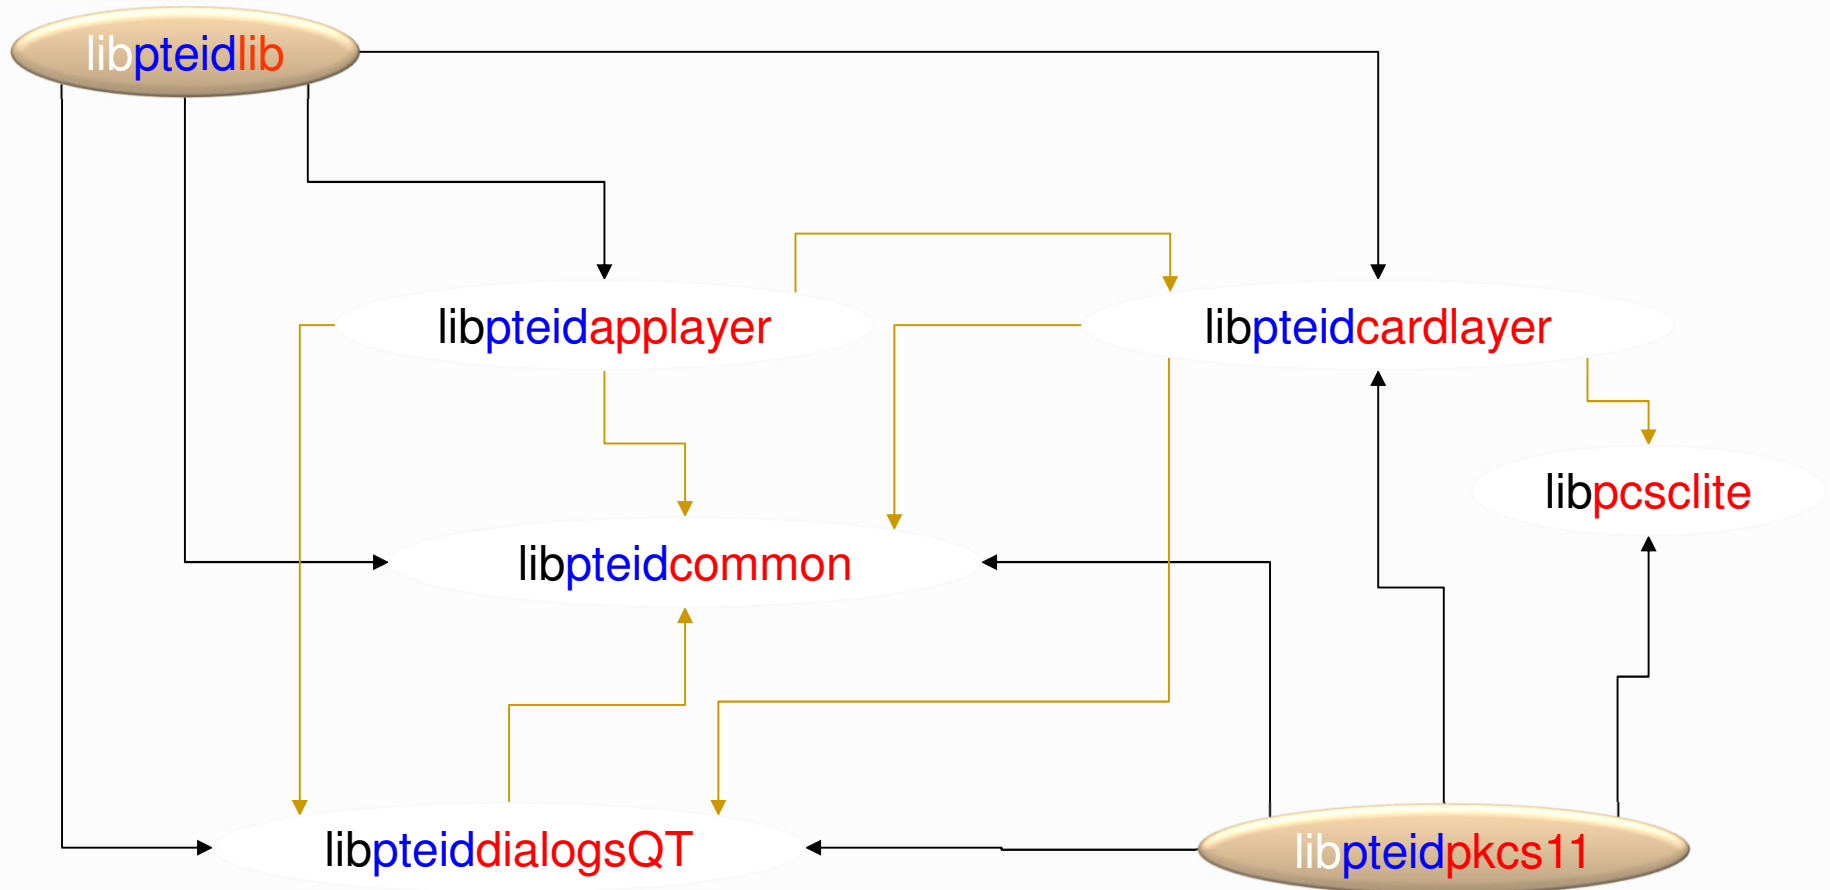 libpteidlib
libpteidapplayer
libpteidcardlayer
libpcsclite
libpteidcommon
libpteiddialogsQT
libpteidpkcs11